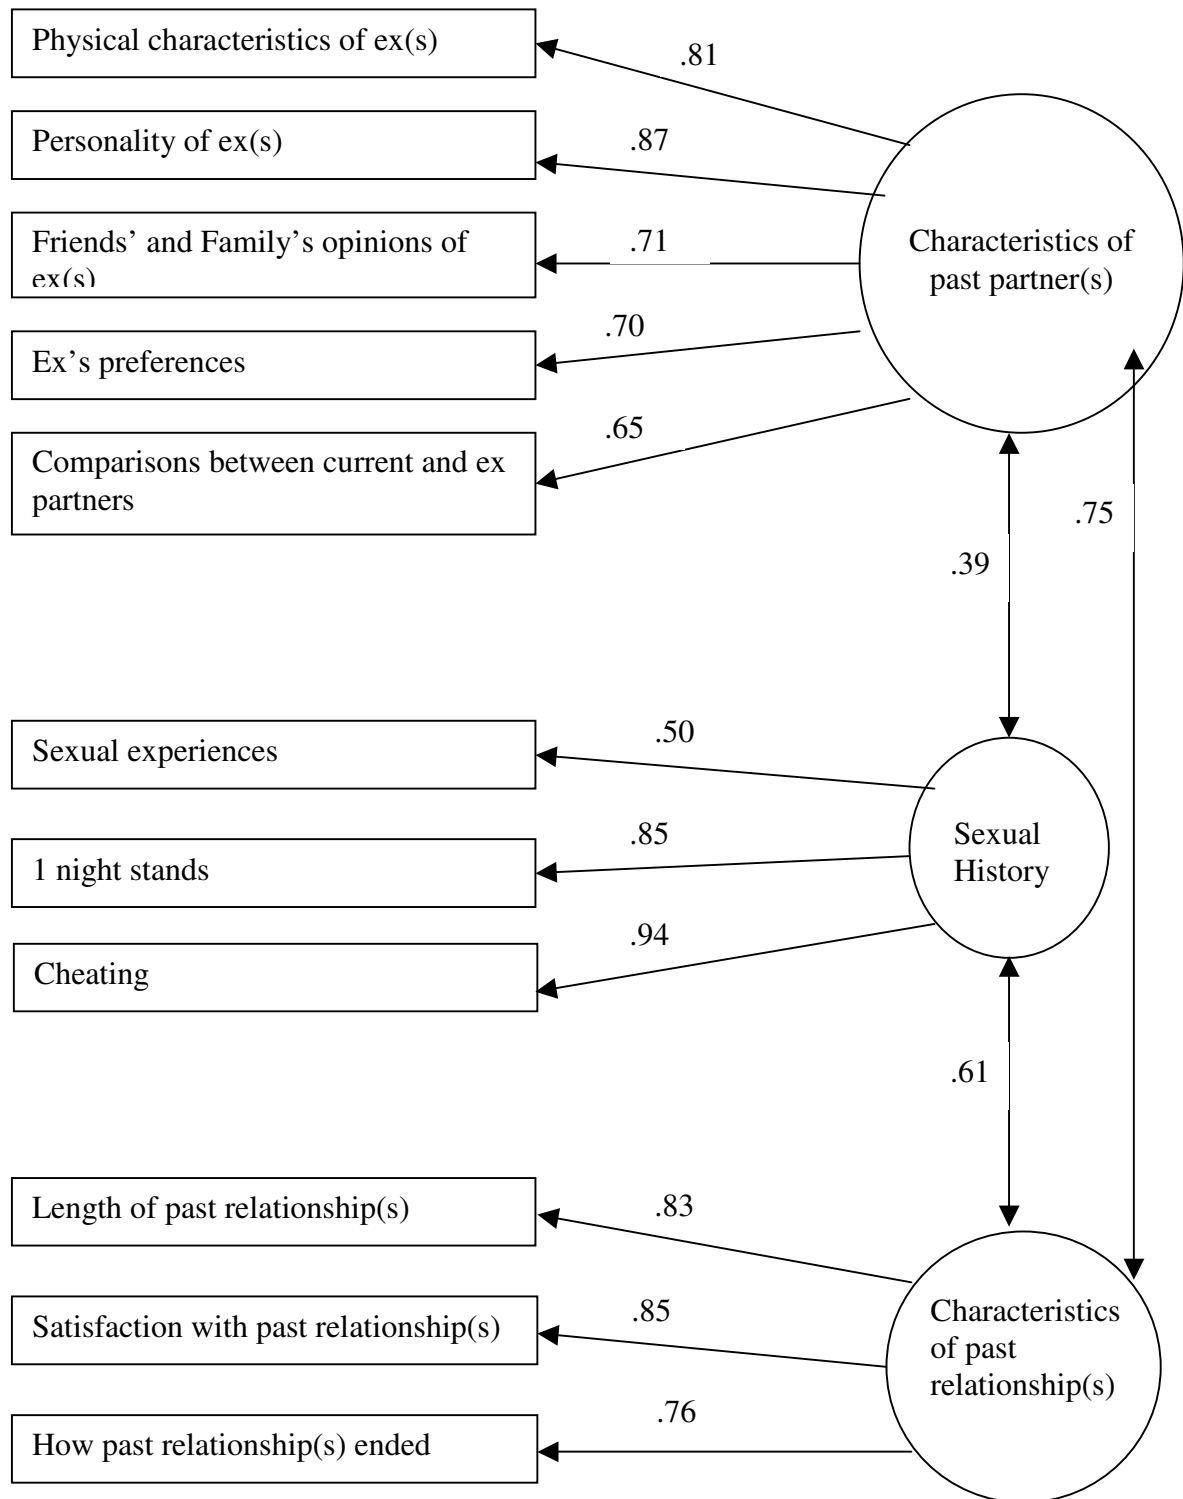 Physical characteristics of ex(s)
.81
Personality of ex(s)
.87
Friends’ and Family’s opinions of
ex(s)
.71
Characteristics of
past partner(s)
Ex’s preferences
.70
Comparisons between current and ex
partners
.65
.75
.39
Sexual experiences
.50
1 night stands
.85
Sexual
History
Cheating
.94
.61
Length of past relationship(s)
.83
Satisfaction with past relationship(s)
.85
Characteristics
of past
relationship(s)
How past relationship(s) ended
.76